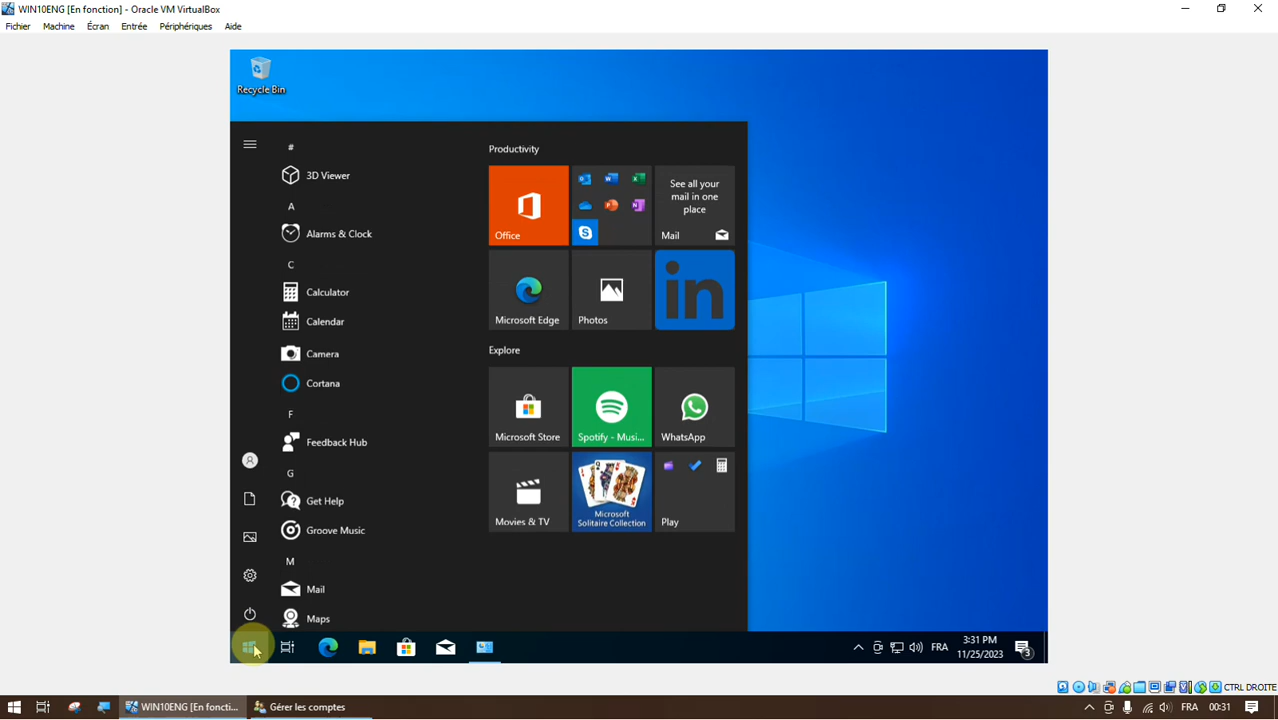 WIN10ENG [En fonction] - Oracle VM VirtualBox
Fichier Machine Écran Entrée Périphériques Aide
Recycle Bin
#
3D Viewer
A
Alarms & Clock
C
Calculator
Calendar
Camera
Cortana
F
Feedback Hub
G
Get Help
Groove Music
M
Mail
Maps
Productivity
Office
See all your
mail in one
place
Mail
Microsoft Edge
Photos
in
Explore
Microsoft Store
Spotify - Musi...
WhatsApp
Movies & TV
Microsoft
Solitaire Collection
Play
FRA
3:31 PM
11/25/2023
3
CTRL DROITE
WIN10ENG [En foncti...
Gérer les comptes
FR
00:31